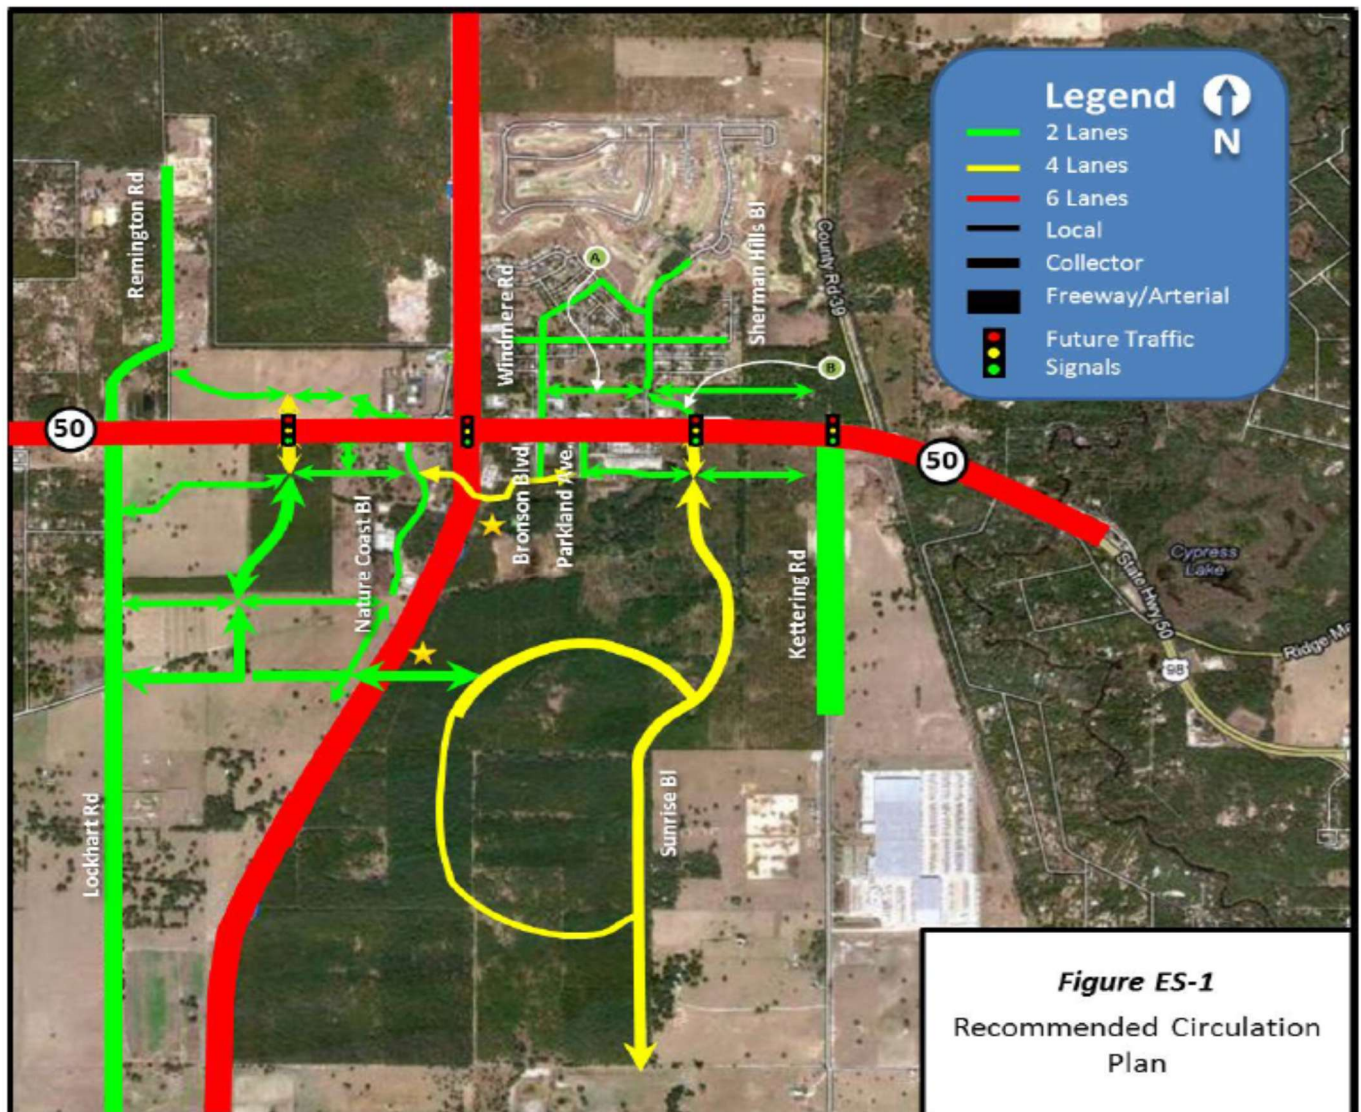 Legend
N
2 Lanes
4 Lanes
6 Lanes
Local
Collector
Freeway/Arterial
Future Traffic
Signals
Remington Rd
Windmere Rd
Sherman Hills Bl
County Rd 39
A
B
50
50
Bronson Blvd
Parkland Ave.
Nature Coast Bl
Kettering Rd
Cypress
Lake
State Hwy 50
98
Lockhart Rd
Sunrise Bl
Figure ES-1
Recommended Circulation
Plan